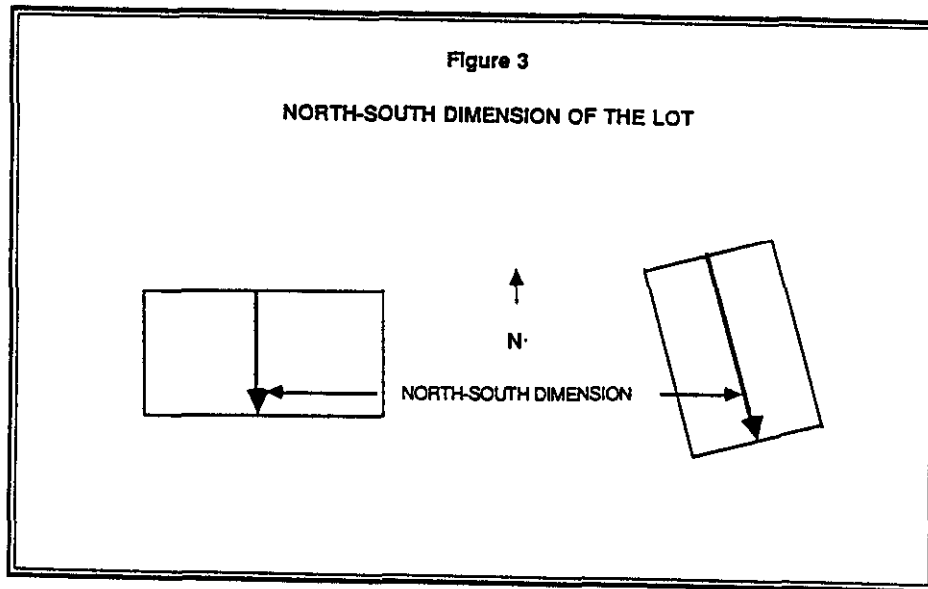 Figure 3
NORTH-SOUTH DIMENSION OF THE LOT
N
NORTH-SOUTH DIMENSION